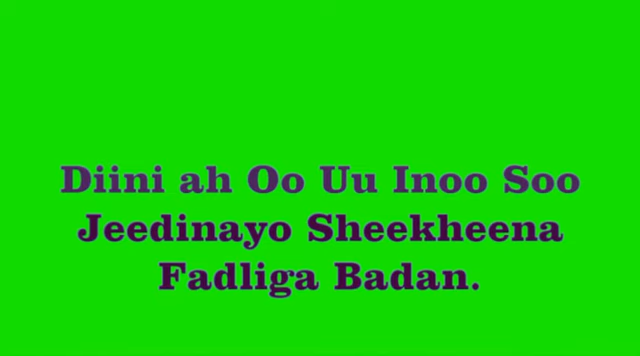 Diini ah Oo Uu Inoo Soo
Jeedinayo Sheekheena
Fadliga Badan.